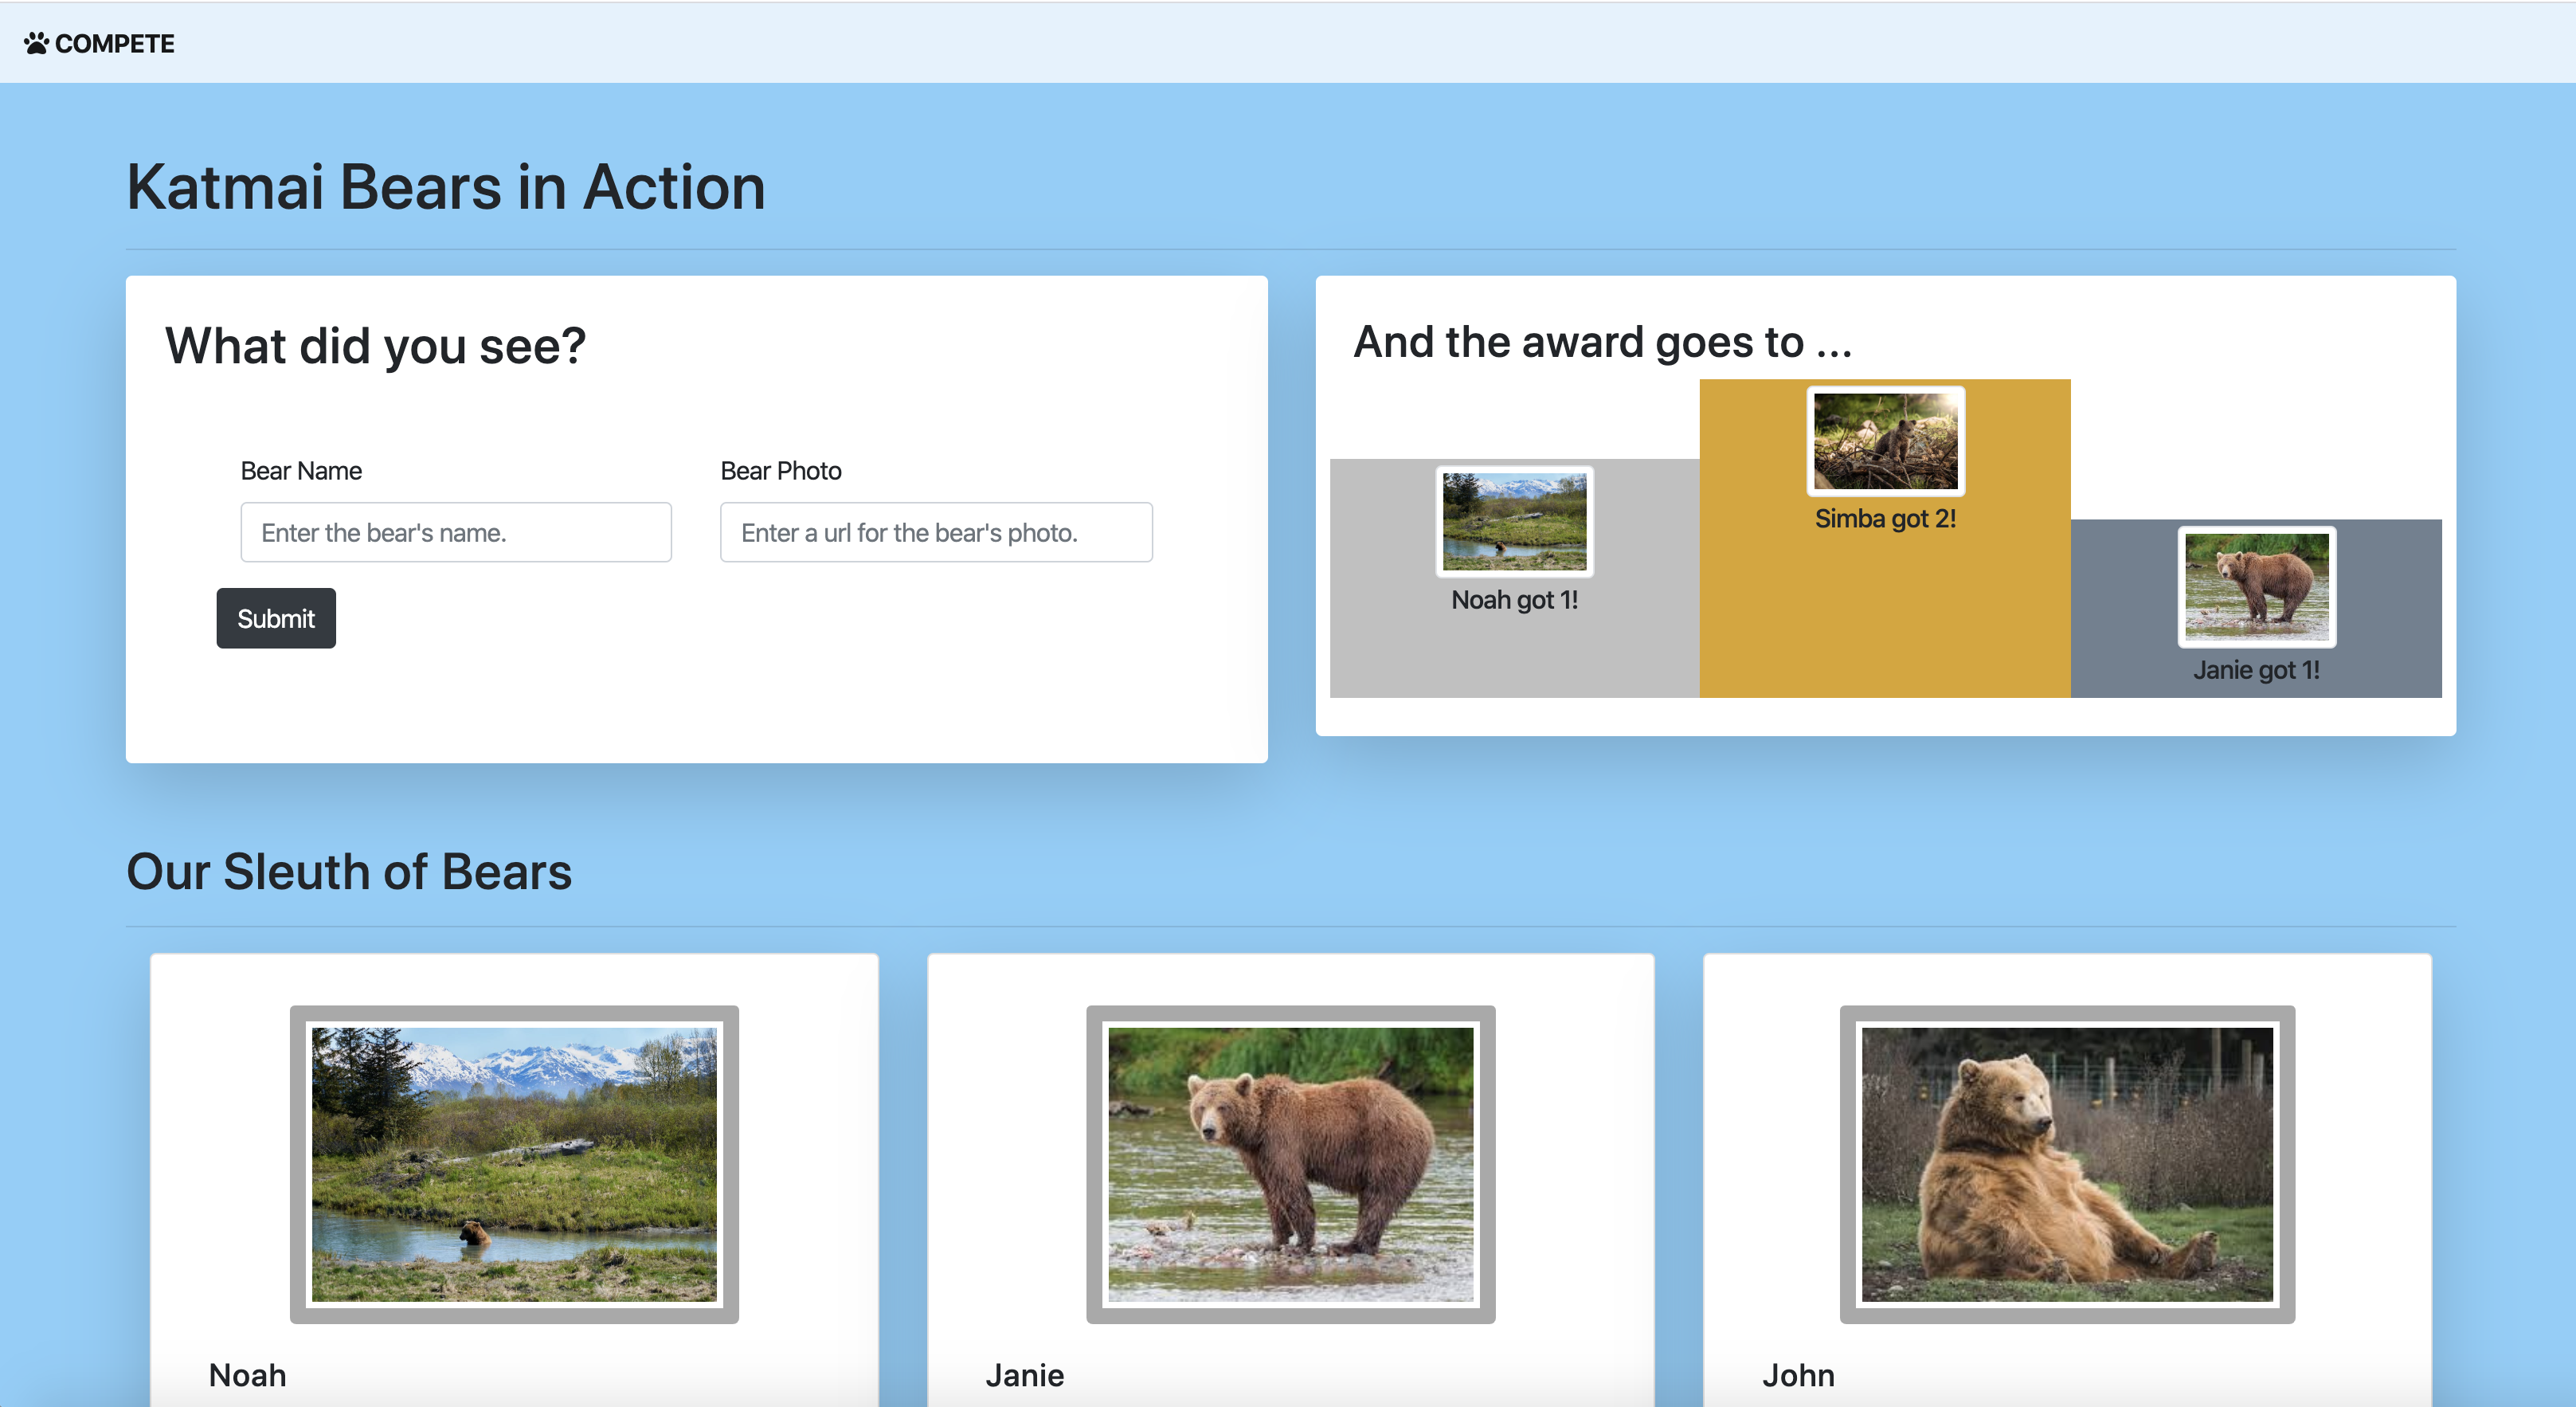 COMPETE
Katmai Bears in Action
What did you see?
Bear Name
Bear Photo
Enter the bear's name.
Enter a url for the bear's photo.
Submit
And the award goes to ...
Simba got 2!
Noah got 1!
Janie got 1!
Our Sleuth of Bears
Noah
Janie
John